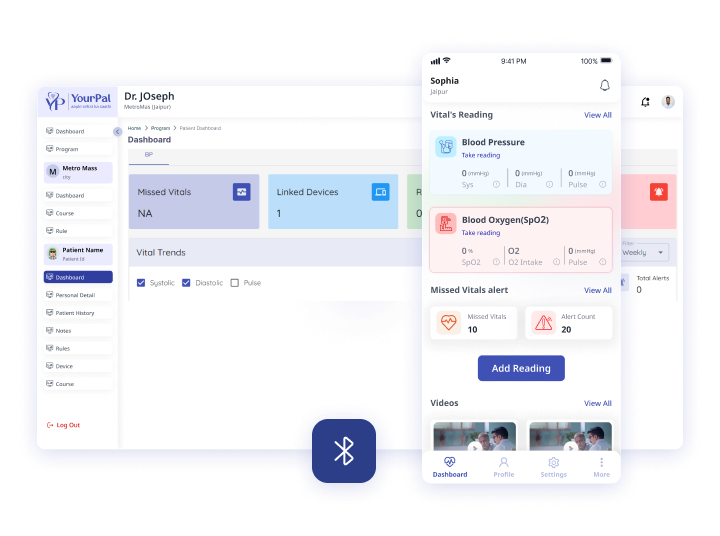 YourPal
Dr. JOseph
MetroMas (Jaipur)
Dashboard
Program
M Metro Mass
city
Dashboard
Course
Rule
Patient Name
Patient Id
Dashboard
Personal Detail
Patient History
Notes
Rules
Device
Course
Log Out
Home > Program > Patient Dashboard
Dashboard
BP
Missed Vitals
NA
Linked Devices
1
R
0
Vital Trends
Filter
Weekly
Systolic Diastolic Pulse
Total Alerts
0
9:41 PM 100%
Sophia
Jaipur
Vital's Reading View All
Blood Pressure
Take reading
0 (mmHg) 0 (mmHg) 0 (mmHg)
Sys Dia Pulse
Blood Oxygen(SpO2)
Take reading
0 % O2 0 (mmHg)
SpO2 O2 Intake Pulse
Missed Vitals alert View All
Missed Vitals
10
Alert Count
20
Add Reading
Videos View All
Dashboard Profile Settings More